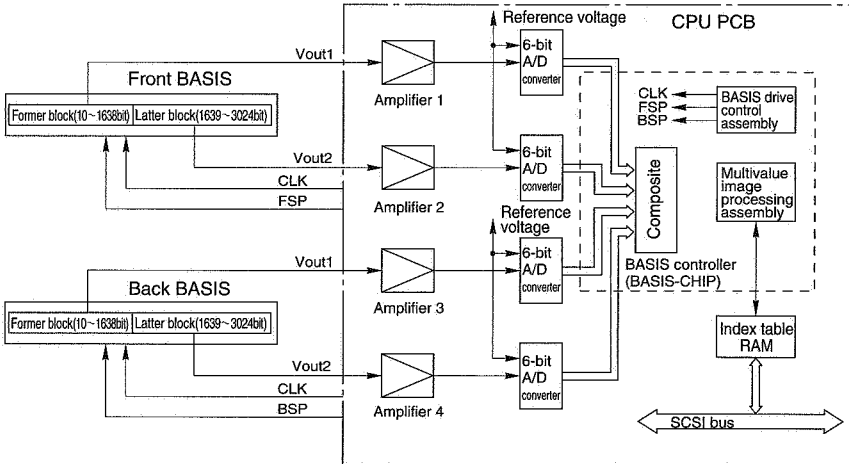 Reference voltage
CPU PCB
Vout1
6-bit
A/D
converter
Front BASIS
Amplifier 1
Former block(10~1638bit)
Latter block(1639~3024bit)
CLK
FSP
BSP
BASIS drive
control
assembly
Vout2
6-bit
A/D
converter
CLK
FSP
Amplifier 2
Composite
Multivalue
image
processing
assembly
Reference
voltage
Vout1
6-bit
A/D
converter
BASIS controller
(BASIS-CHIP)
Back BASIS
Amplifier 3
Former block(10~1638bit)
Latter block(1639~3024bit)
Index table
RAM
Vout2
6-bit
A/D
converter
CLK
BSP
Amplifier 4
SCSI bus